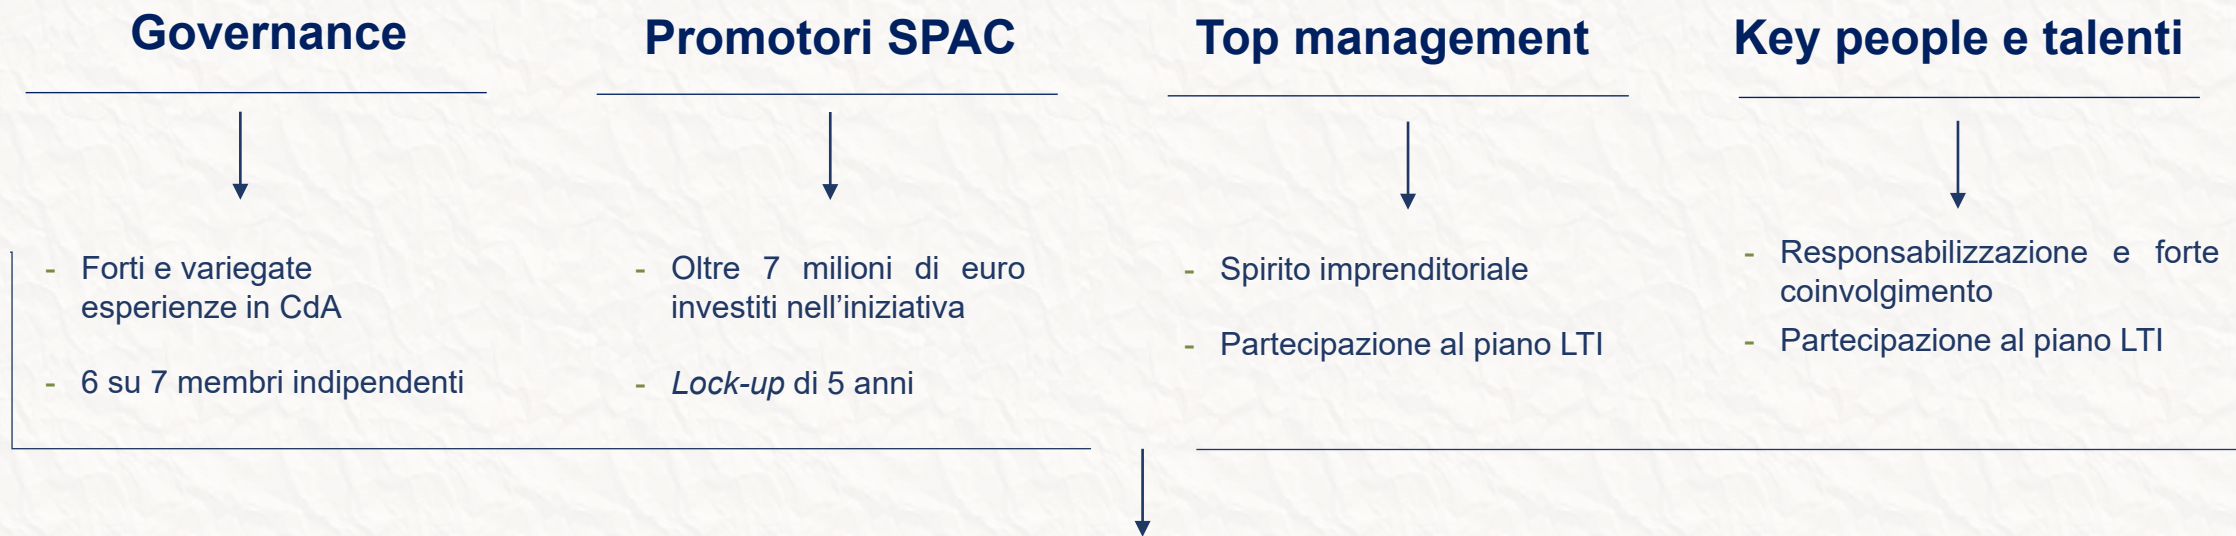 Governance
Promotori SPAC
Top management
Key people e talenti
- Forti e variegate
esperienze in CdA
- 6 su 7 membri indipendenti
- Oltre 7 milioni di euro
investiti nell'iniziativa
- Lock-up di 5 anni
- Spirito imprenditoriale
- Partecipazione al piano LTI
- Responsabilizzazione e forte
coinvolgimento
- Partecipazione al piano LTI